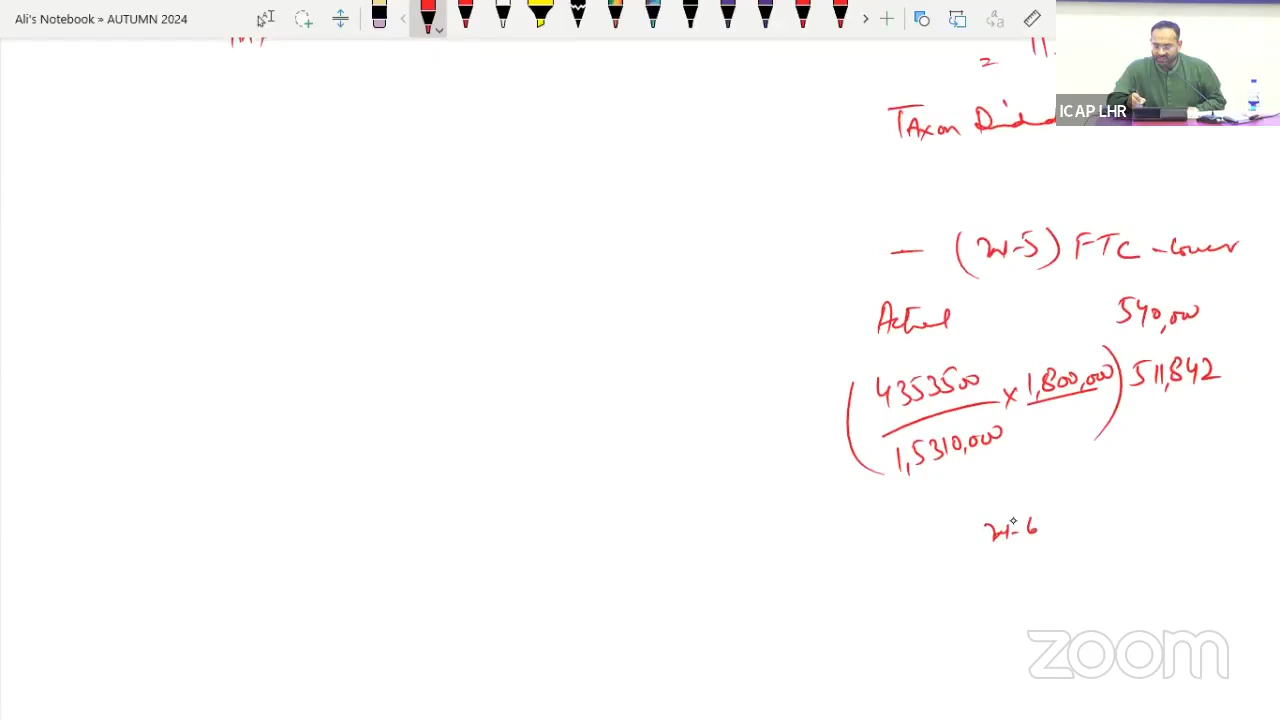 Ali's Notebook » AUTUMN 2024
ICAP LHR
Tax on
— (W-5) FTC - Lower
Actual 540,000
(4353500 × 1,800,000) 511,842
1,5310,000
W-6
zoom